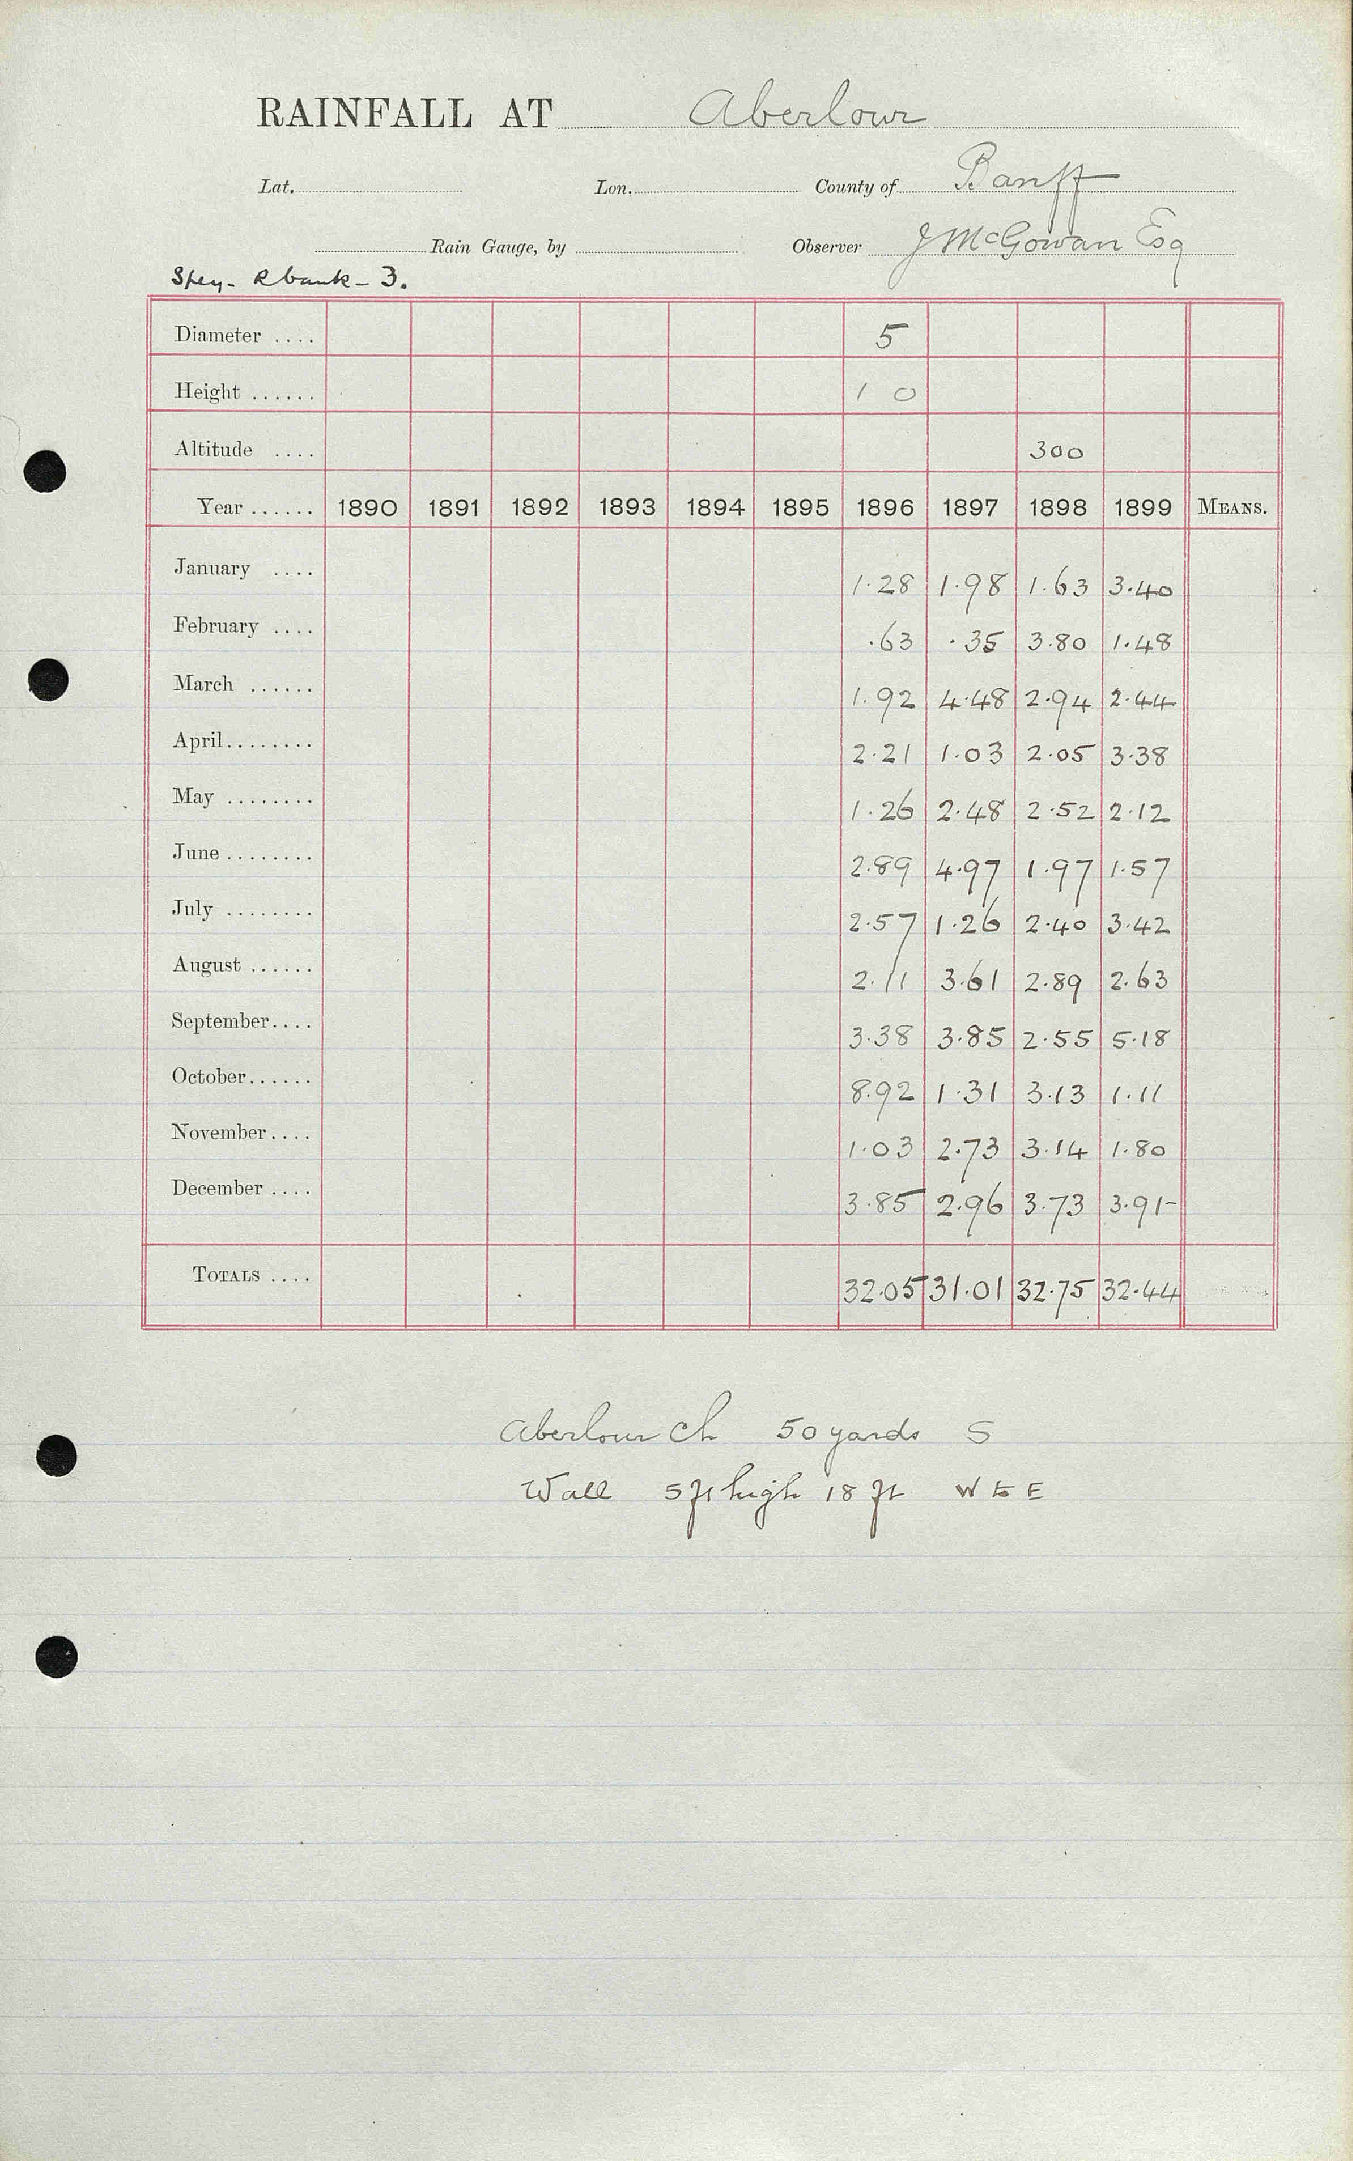 RAINFALL AT Aberlour
Lat. Lon. County of Banff
Rain Gauge, by Observer J McGowan Esq
Spey - R bank - 3.
Diameter .... 5
Height ...... 1 0
Altitude .... 300
Year ...... 1890 1891 1892 1893 1894 1895 1896 1897 1898 1899 MEANS.
January .... 1.28 1.98 1.63 3.40
February .... .63 .35 3.80 1.48
March ...... 1.92 4.48 2.94 2.44
April........ 2.21 1.03 2.05 3.38
May ........ 1.26 2.48 2.52 2.12
June ........ 2.89 4.97 1.97 1.57
July ........ 2.57 1.26 2.40 3.42
August ...... 2.11 3.61 2.89 2.63
September.... 3.38 3.85 2.55 5.18
October...... 8.92 1.31 3.13 1.11
November.... 1.03 2.73 3.14 1.80
December .... 3.85 2.96 3.73 3.91
TOTALS .... 32.05 31.01 32.75 32.44
Aberlour Ch 50 yards S
Wall 5 ft high 18 ft W & E